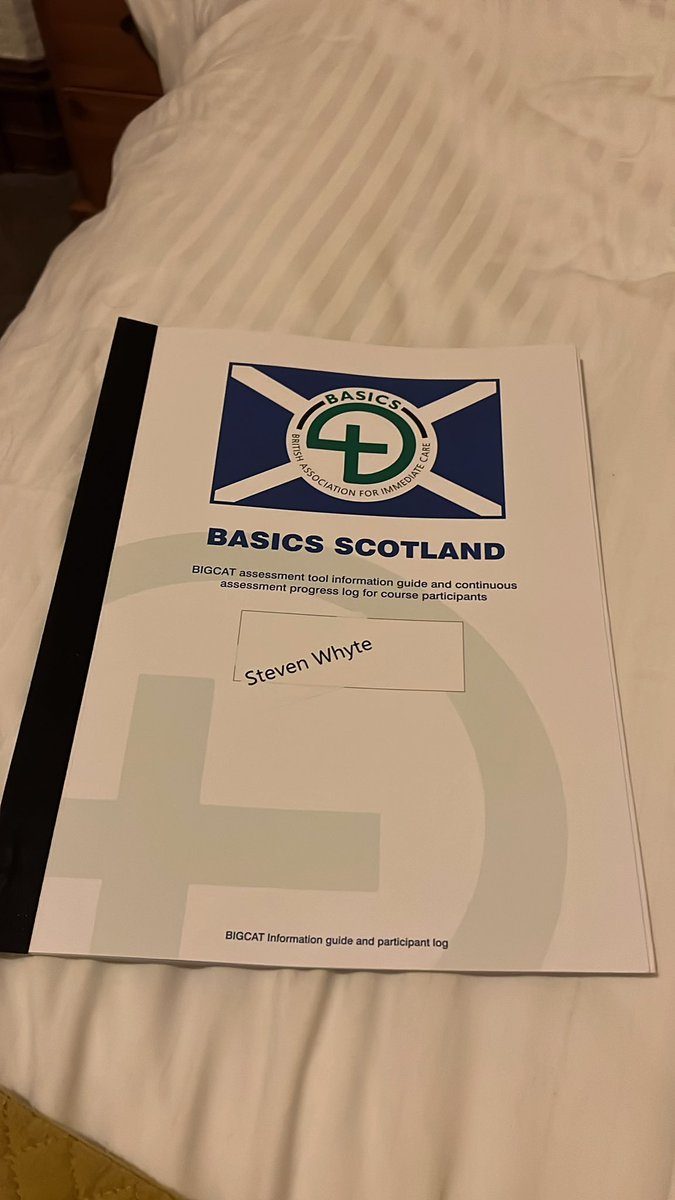 BASICS
BRITISH ASSOCIATION FOR IMMEDIATE CARE
BASICS SCOTLAND
BIGCAT assessment tool information guide and continuous
assessment progress log for course participants
Steven Whyte
BIGCAT Information guide and participant log